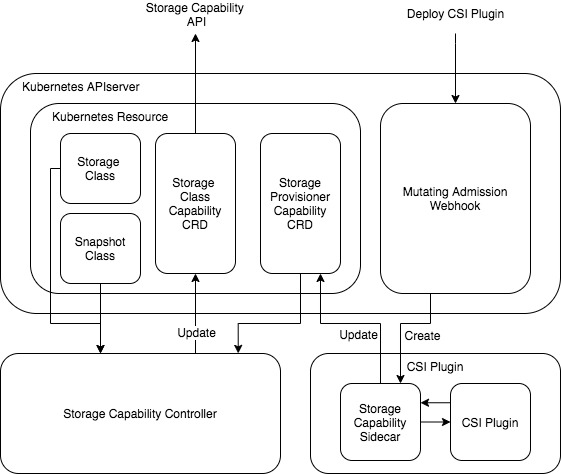 Storage Capability
API
Deploy CSI Plugin
Kubernetes APIserver
Kubernetes Resource
Storage
Class
Snapshot
Class
Storage
Class
Capability
CRD
Storage
Provisioner
Capability
CRD
Mutating Admission
Webhook
Update
Update
Create
Storage Capability Controller
CSI Plugin
Storage
Capability
Sidecar
CSI Plugin